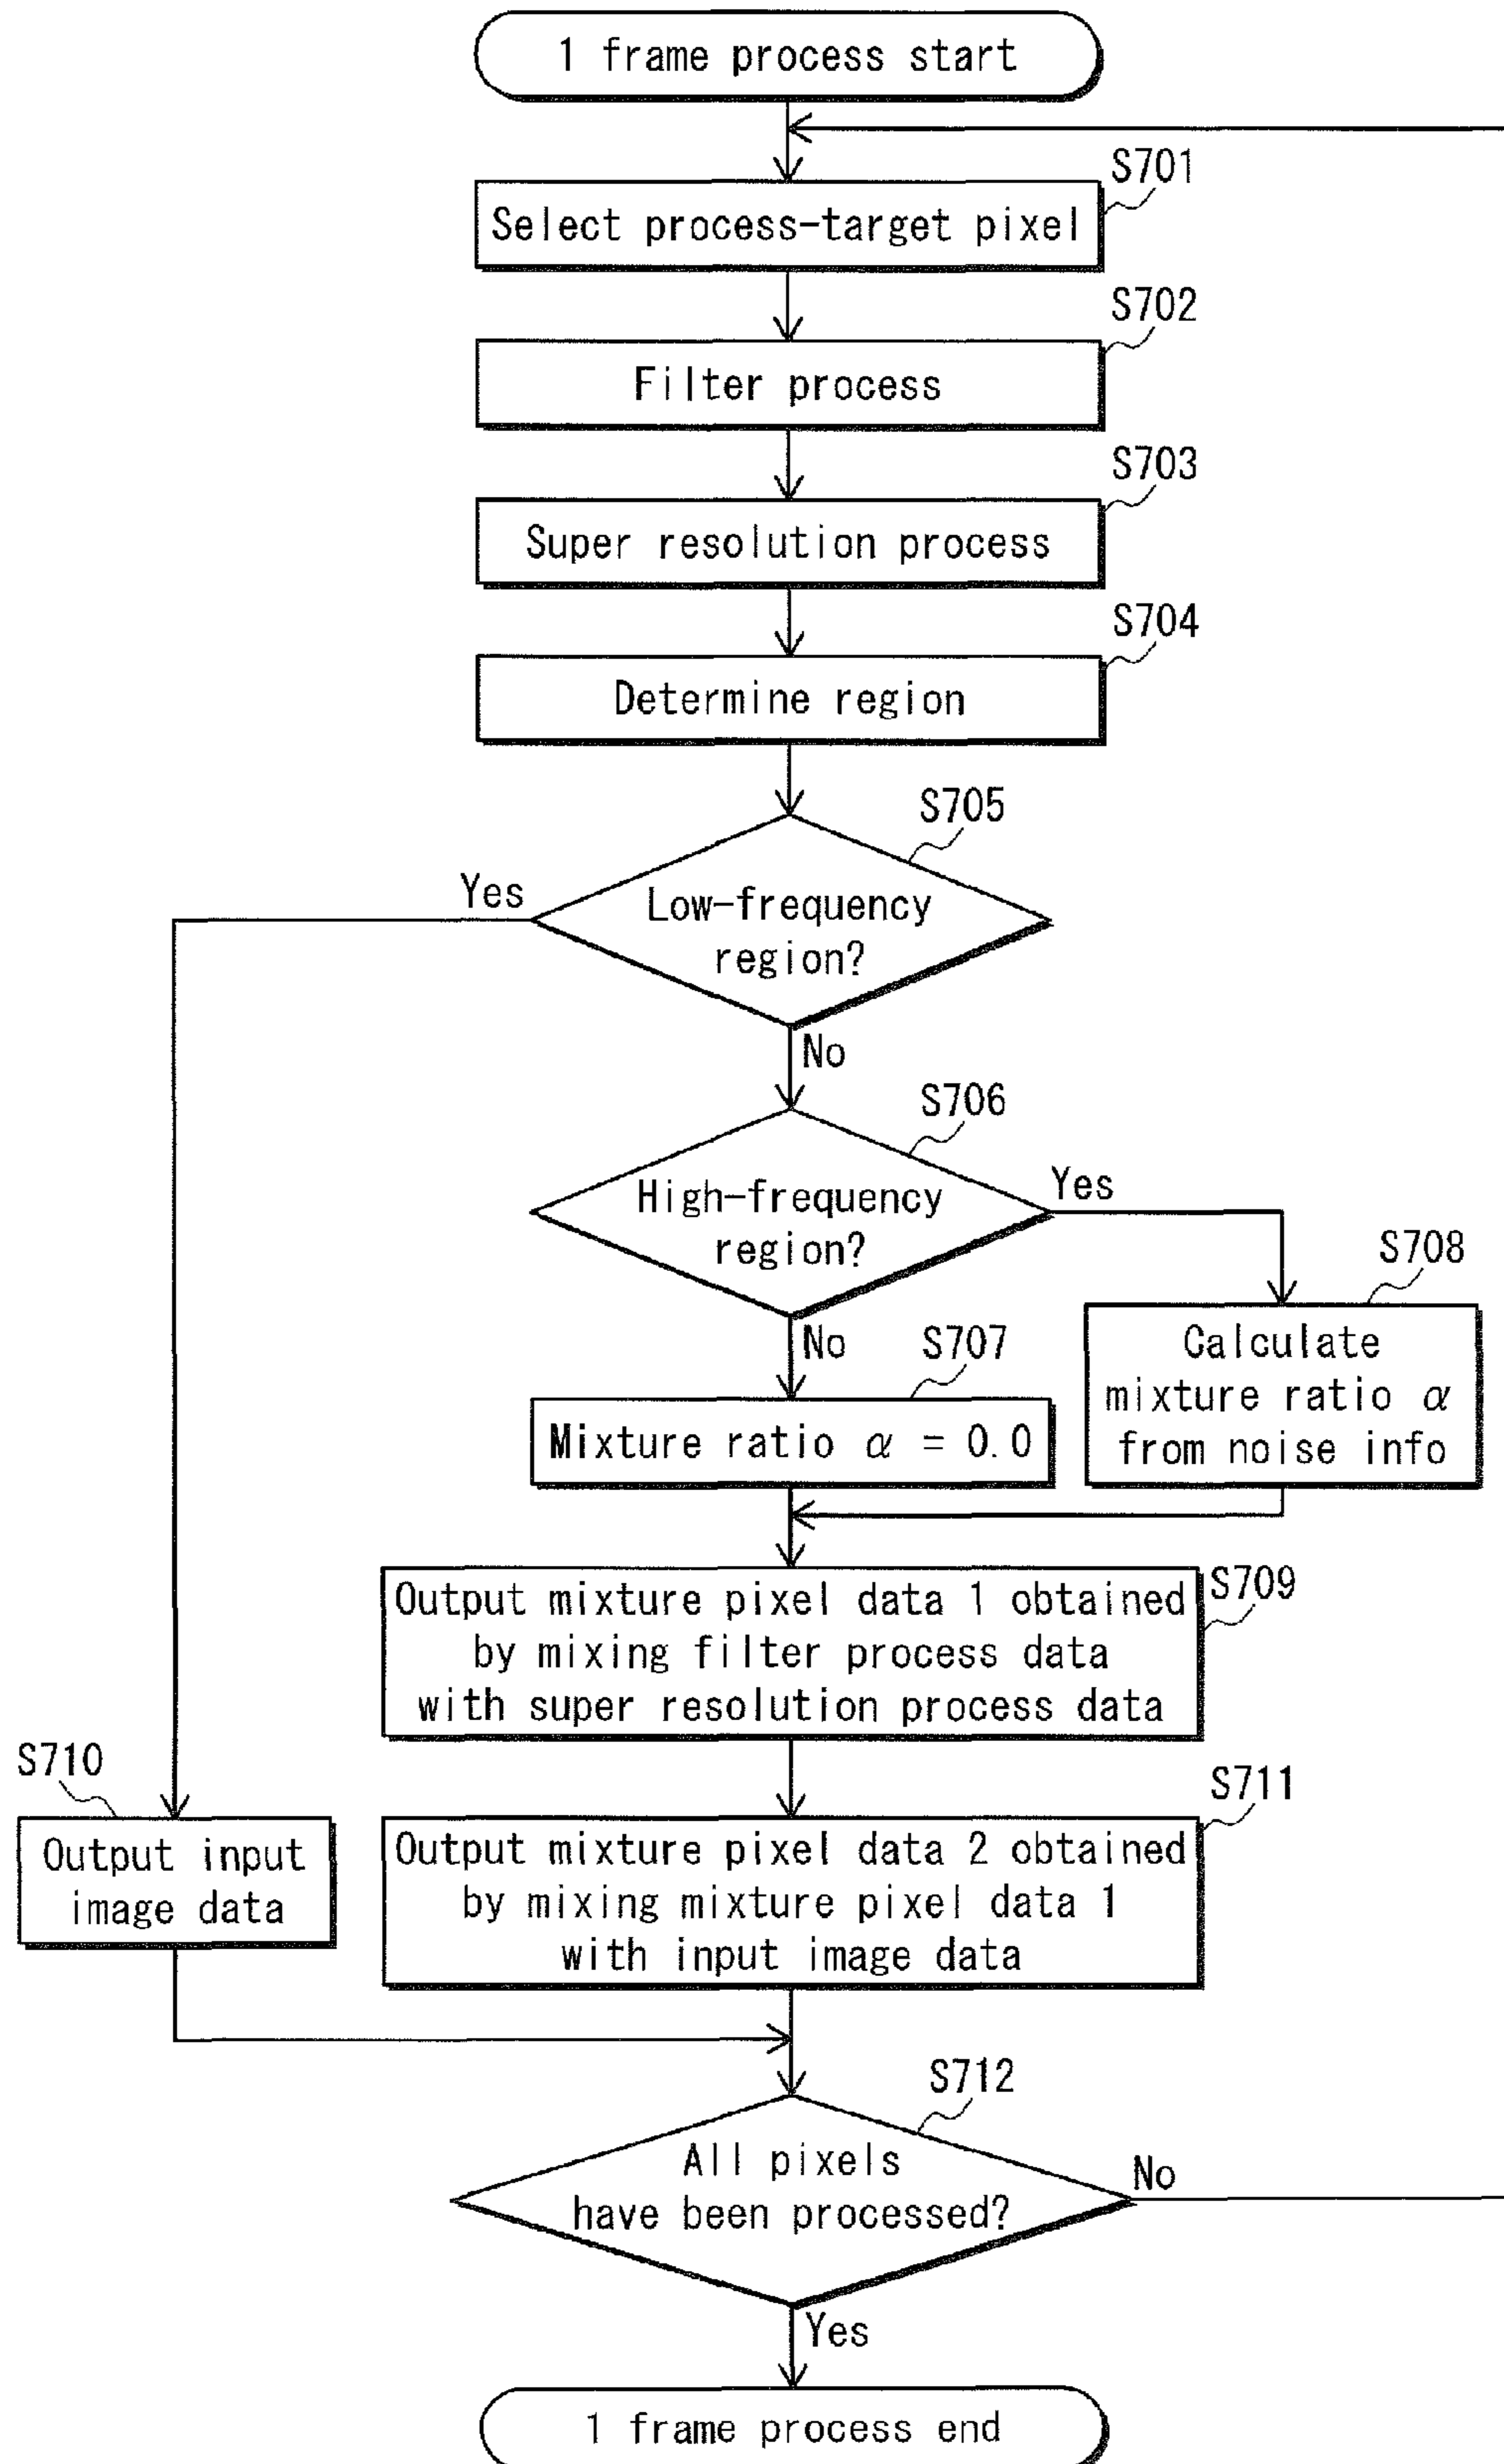 1 frame process start
S701
Select process-target pixel
S702
Filter process
S703
Super resolution process
S704
Determine region
S705
Yes
Low-frequency
region?
No
S706
High-frequency
region?
Yes
No
S707
Mixture ratio α = 0.0
S708
Calculate
mixture ratio α
from noise info
S709
Output mixture pixel data 1 obtained
by mixing filter process data
with super resolution process data
S710
Output input
image data
S711
Output mixture pixel data 2 obtained
by mixing mixture pixel data 1
with input image data
S712
All pixels
have been processed?
No
Yes
1 frame process end